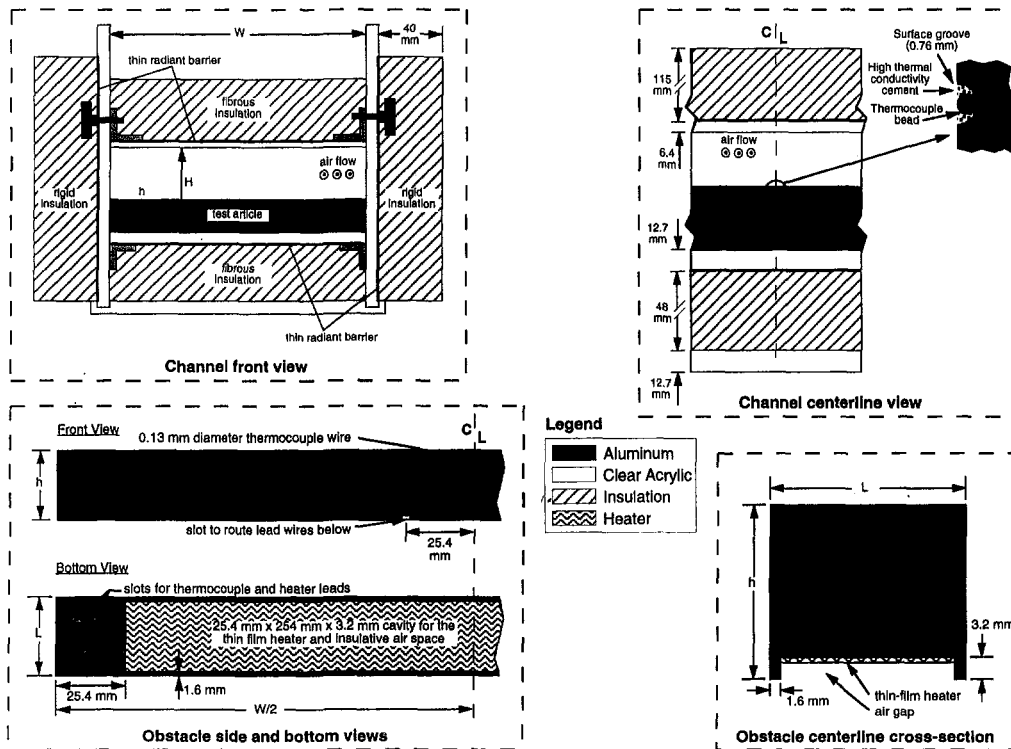 W
40
mm
thin radiant barrier
fibrous
insulation
air flow
H
h
rigid
insulation
test article
rigid
insulation
fibrous
insulation
thin radiant barrier
Channel front view
C
L
115
mm
6.4
mm
air flow
12.7
mm
48
mm
12.7
mm
Surface groove
(0.76 mm)
High thermal
conductivity
cement
Thermocouple
bead
Channel centerline view
Front View
0.13 mm diameter thermocouple wire
C
L
h
slot to route lead wires below
25.4
mm
Bottom View
slots for thermocouple and heater leads
L
25.4 mm x 254 mm x 3.2 mm cavity for the
thin film heater and insulative air space
25.4 mm
1.6 mm
W/2
Obstacle side and bottom views
Legend
Aluminum
Clear Acrylic
Insulation
Heater
L
h
3.2 mm
1.6 mm
thin-film heater
air gap
Obstacle centerline cross-section